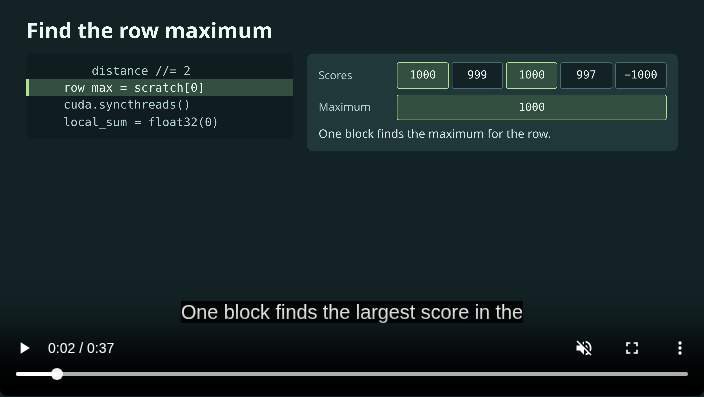 Find the row maximum
distance //= 2
row_max = scratch[0]
cuda.syncthreads()
local_sum = float32(0)
Scores 1000 999 1000 997 −1000
Maximum 1000
One block finds the maximum for the row.
One block finds the largest score in the
0:02 / 0:37